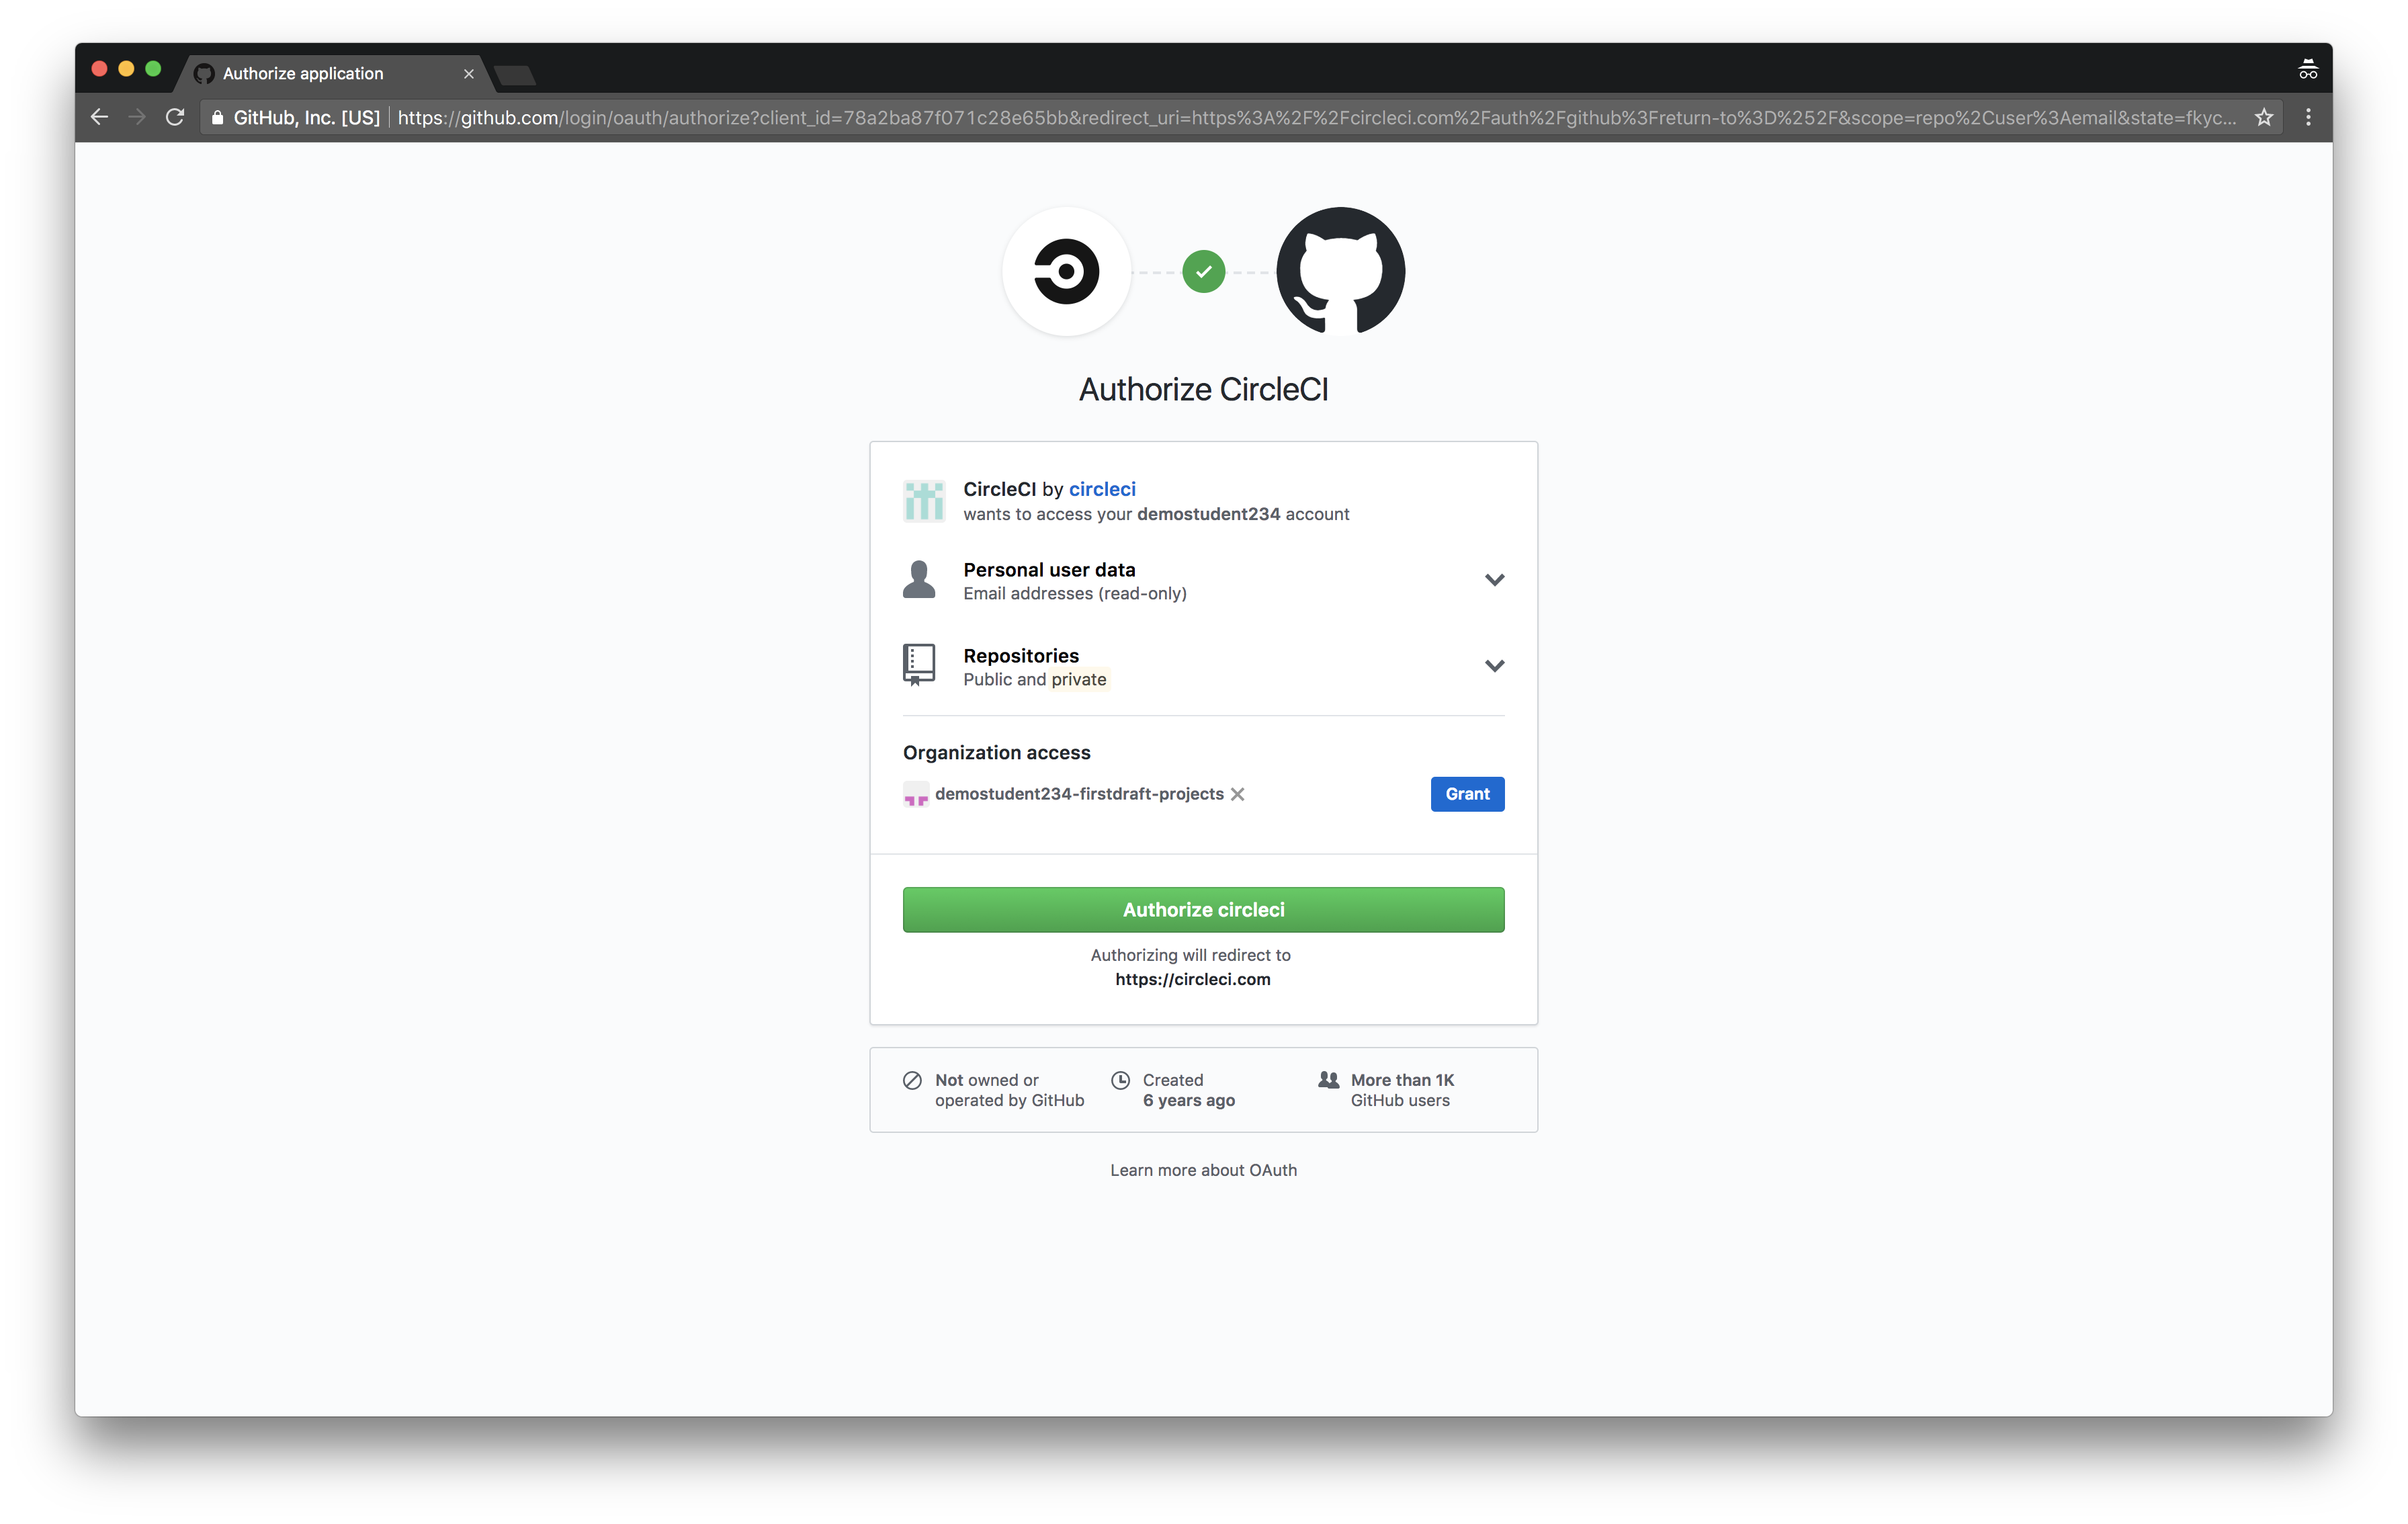 Authorize application
GitHub, Inc. [US] https://github.com/login/oauth/authorize?client_id=78a2ba87f071c28e65bb&redirect_uri=https%3A%2F%2Fcircleci.com%2Fauth%2Fgithub%3Freturn-to%3D%252F&scope=repo%2Cuser%3Aemail&state=fkyc...
Authorize CircleCI
CircleCI by circleci
wants to access your demostudent234 account
Personal user data
Email addresses (read-only)
Repositories
Public and private
Organization access
demostudent234-firstdraft-projects
Grant
Authorize circleci
Authorizing will redirect to
https://circleci.com
Not owned or
operated by GitHub
Created
6 years ago
More than 1K
GitHub users
Learn more about OAuth